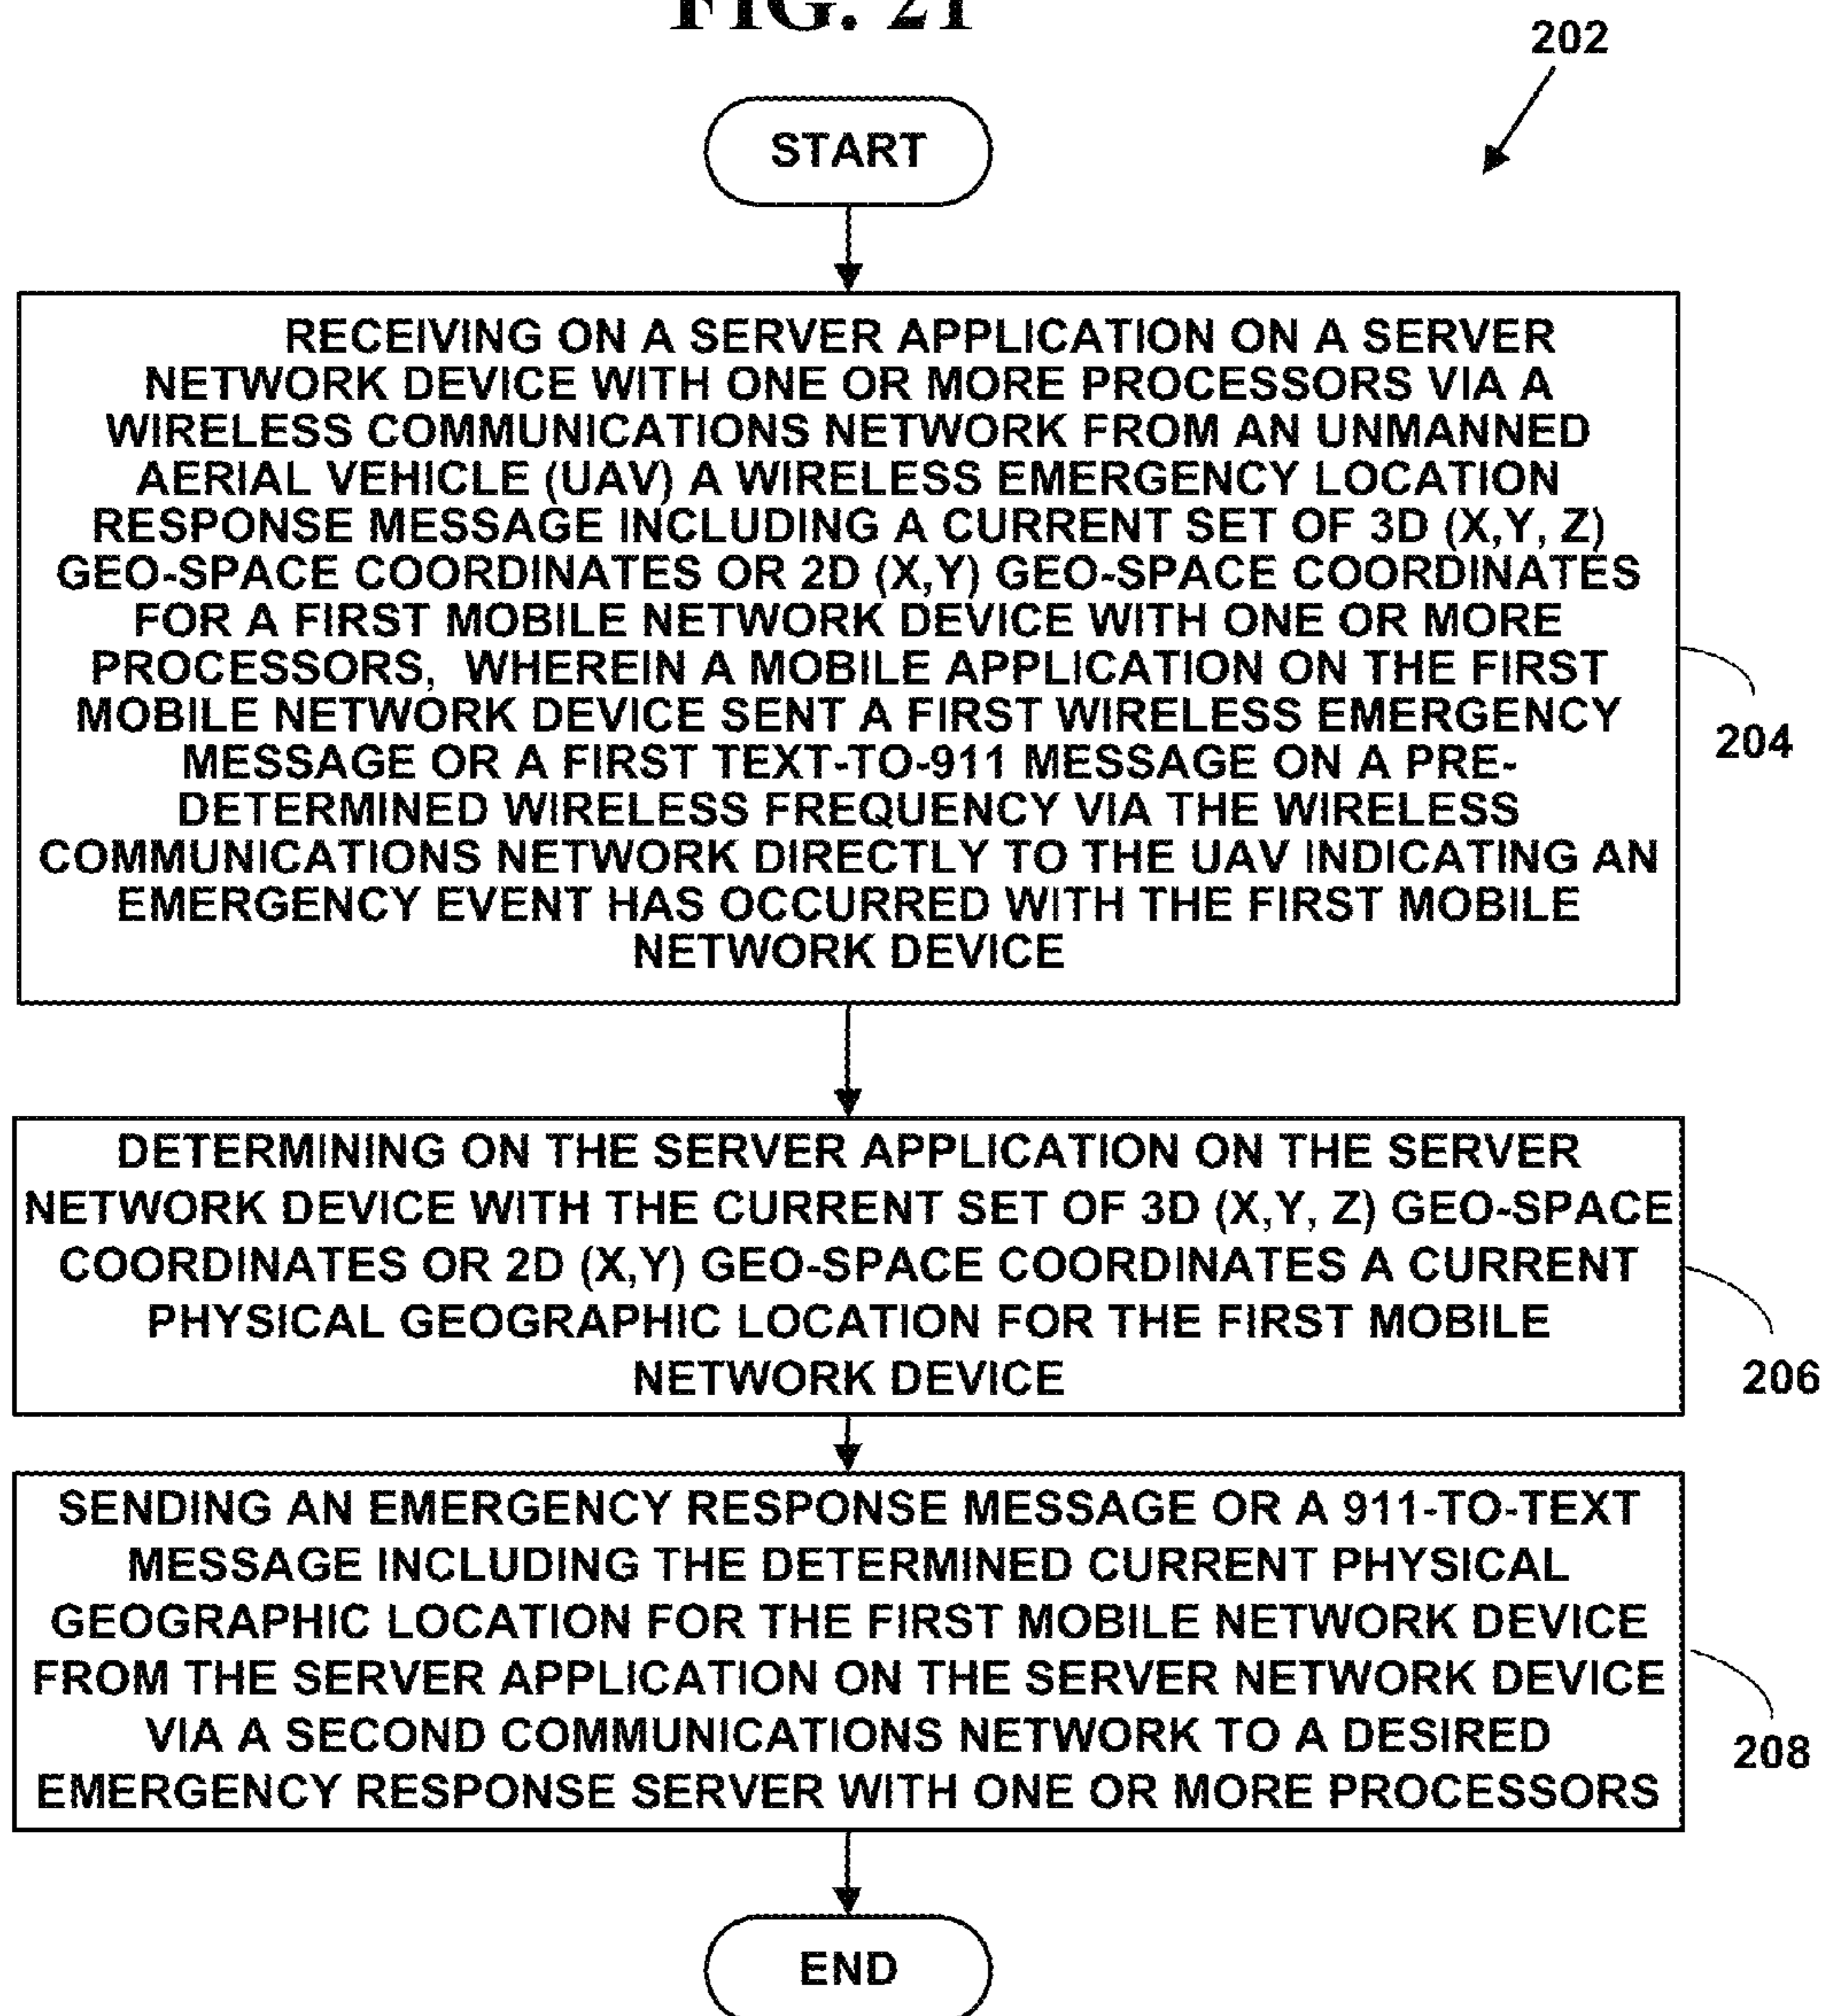 FIG. 21
202
START
RECEIVING ON A SERVER APPLICATION ON A SERVER
NETWORK DEVICE WITH ONE OR MORE PROCESSORS VIA A
WIRELESS COMMUNICATIONS NETWORK FROM AN UNMANNED
AERIAL VEHICLE (UAV) A WIRELESS EMERGENCY LOCATION
RESPONSE MESSAGE INCLUDING A CURRENT SET OF 3D (X,Y, Z)
GEO-SPACE COORDINATES OR 2D (X,Y) GEO-SPACE COORDINATES
FOR A FIRST MOBILE NETWORK DEVICE WITH ONE OR MORE
PROCESSORS, WHEREIN A MOBILE APPLICATION ON THE FIRST
MOBILE NETWORK DEVICE SENT A FIRST WIRELESS EMERGENCY
MESSAGE OR A FIRST TEXT-TO-911 MESSAGE ON A PRE-
DETERMINED WIRELESS FREQUENCY VIA THE WIRELESS
COMMUNICATIONS NETWORK DIRECTLY TO THE UAV INDICATING AN
EMERGENCY EVENT HAS OCCURRED WITH THE FIRST MOBILE
NETWORK DEVICE
204
DETERMINING ON THE SERVER APPLICATION ON THE SERVER
NETWORK DEVICE WITH THE CURRENT SET OF 3D (X,Y, Z) GEO-SPACE
COORDINATES OR 2D (X,Y) GEO-SPACE COORDINATES A CURRENT
PHYSICAL GEOGRAPHIC LOCATION FOR THE FIRST MOBILE
NETWORK DEVICE
206
SENDING AN EMERGENCY RESPONSE MESSAGE OR A 911-TO-TEXT
MESSAGE INCLUDING THE DETERMINED CURRENT PHYSICAL
GEOGRAPHIC LOCATION FOR THE FIRST MOBILE NETWORK DEVICE
FROM THE SERVER APPLICATION ON THE SERVER NETWORK DEVICE
VIA A SECOND COMMUNICATIONS NETWORK TO A DESIRED
EMERGENCY RESPONSE SERVER WITH ONE OR MORE PROCESSORS
208
END